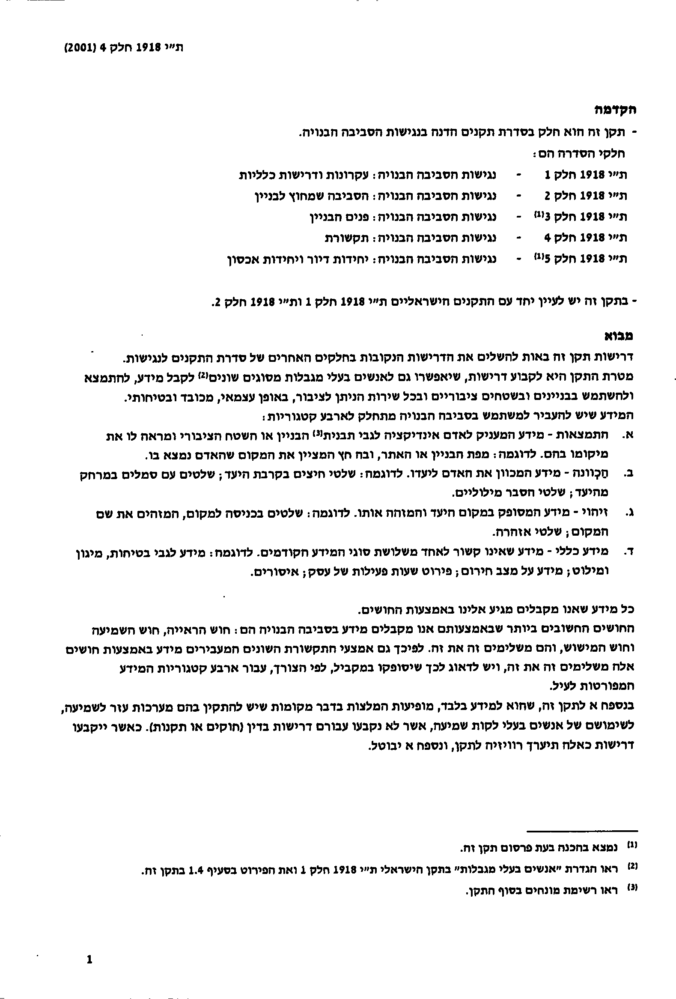 ת״י 1918 חלק 4 (2001)
הקדמה
- תקן זה הוא חלק בסדרת תקנים הדנה בנגישות הסביבה הבנויה.
חלקי הסדרה הם:
ת״י 1918 חלק 1 - נגישות הסביבה הבנויה: עקרונות ודרישות כלליות
ת״י 1918 חלק 2 - נגישות הסביבה הבנויה: הסביבה שמחוץ לבניין
ת״י 1918 חלק 3(1) - נגישות הסביבה הבנויה: פנים הבניין
ת״י 1918 חלק 4 - נגישות הסביבה הבנויה: תקשורת
ת״י 1918 חלק 5(1) - נגישות הסביבה הבנויה: יחידות דיור ויחידות אכסון
- בתקן זה יש לעיין יחד עם התקנים הישראליים ת״י 1918 חלק 1 ות״י 1918 חלק 2.
מבוא
דרישות תקן זה באות להשלים את הדרישות הנקובות בחלקים האחרים של סדרת התקנים לנגישות.
מטרת התקן היא לקבוע דרישות, שיאפשרו גם לאנשים בעלי מגבלות מסוגים שונים(2) לקבל מידע, להתמצא
ולהשתמש בבניינים ובשטחים ציבוריים ובכל שירות הניתן לציבור, באופן עצמאי, מכובד ובטיחותי.
המידע שיש להעביר למשתמש בסביבה הבנויה מתחלק לארבע קטגוריות:
א. התמצאות - מידע המעניק לאדם אינדיקציה לגבי תבנית(3) הבניין או השטח הציבורי ומראה לו את
מיקומו בהם. לדוגמה: מפת הבניין או האתר, ובה חץ המציין את המקום שהאדם נמצא בו.
ב. הַכְוונה - מידע המכוון את האדם ליעדו. לדוגמה: שלטי חיצים בקרבת היעד; שלטים עם סמלים במרחק
מהיעד; שלטי הסבר מילוליים.
ג. זיהוי - מידע המסופק במקום היעד והמזהה אותו. לדוגמה: שלטים בכניסה למקום, המזהים את שם
המקום; שלטי אזהרה.
ד. מידע כללי - מידע שאינו קשור לאחד משלושת סוגי המידע הקודמים. לדוגמה: מידע לגבי בטיחות, מיגון
ומילוט; מידע על מצב חירום; פירוט שעות פעילות של עסק; איסורים.
כל מידע שאנו מקבלים מגיע אלינו באמצעות החושים.
החושים החשובים ביותר שבאמצעותם אנו מקבלים מידע בסביבה הבנויה הם: חוש הראייה, חוש השמיעה
וחוש המישוש, והם משלימים זה את זה. לפיכך גם אמצעי התקשורת השונים המעבירים מידע באמצעות חושים
אלה משלימים זה את זה, ויש לדאוג לכך שיסופקו במקביל, לפי הצורך, עבור ארבע קטגוריות המידע
המפורטות לעיל.
בנספח א לתקן זה, שהוא למידע בלבד, מופיעות המלצות בדבר מקומות שיש להתקין בהם מערכות עזר לשמיעה,
לשימושם של אנשים בעלי לקות שמיעה, אשר לא נקבעו עבורם דרישות בדין (חוקים או תקנות). כאשר ייקבעו
דרישות כאלה תיערך רוויזיה לתקן, ונספח א יבוטל.
(1) נמצא בהכנה בעת פרסום תקן זה.
(2) ראו הגדרת ״אנשים בעלי מגבלות״ בתקן הישראלי ת״י 1918 חלק 1 ואת הפירוט בסעיף 1.4 בתקן זה.
(3) ראו רשימת מונחים בסוף התקן.
1